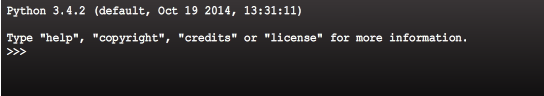 Python 3.4.2 (default, Oct 19 2014, 13:31:11)
Type "help", "copyright", "credits" or "license" for more information.
>>>